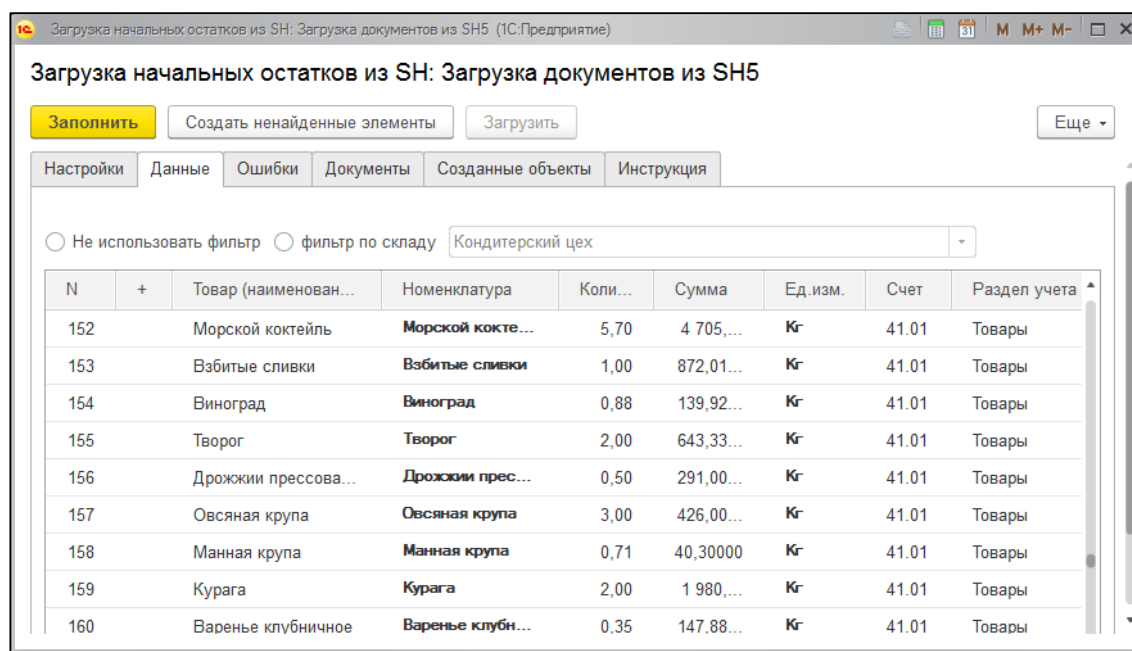 1С Загрузка начальных остатков из SH: Загрузка документов из SH5 (1С:Предприятие) 31 M M+ M-
Загрузка начальных остатков из SH: Загрузка документов из SH5
Заполнить Создать ненайденные элементы Загрузить Еще
Настройки Данные Ошибки Документы Созданные объекты Инструкция
Не использовать фильтр фильтр по складу Кондитерский цех
N + Товар (наименован... Номенклатура Коли... Сумма Ед.изм. Счет Раздел учета
152 Морской коктейль Морской кокте... 5,70 4 705,... Кг 41.01 Товары
153 Взбитые сливки Взбитые сливки 1,00 872,01... Кг 41.01 Товары
154 Виноград Виноград 0,88 139,92... Кг 41.01 Товары
155 Творог Творог 2,00 643,33... Кг 41.01 Товары
156 Дрожжии прессова... Дрожжии прес... 0,50 291,00... Кг 41.01 Товары
157 Овсяная крупа Овсяная крупа 3,00 426,00... Кг 41.01 Товары
158 Манная крупа Манная крупа 0,71 40,30000 Кг 41.01 Товары
159 Курага Курага 2,00 1 980,... Кг 41.01 Товары
160 Варенье клубничное Варенье клубн... 0,35 147,88... Кг 41.01 Товары